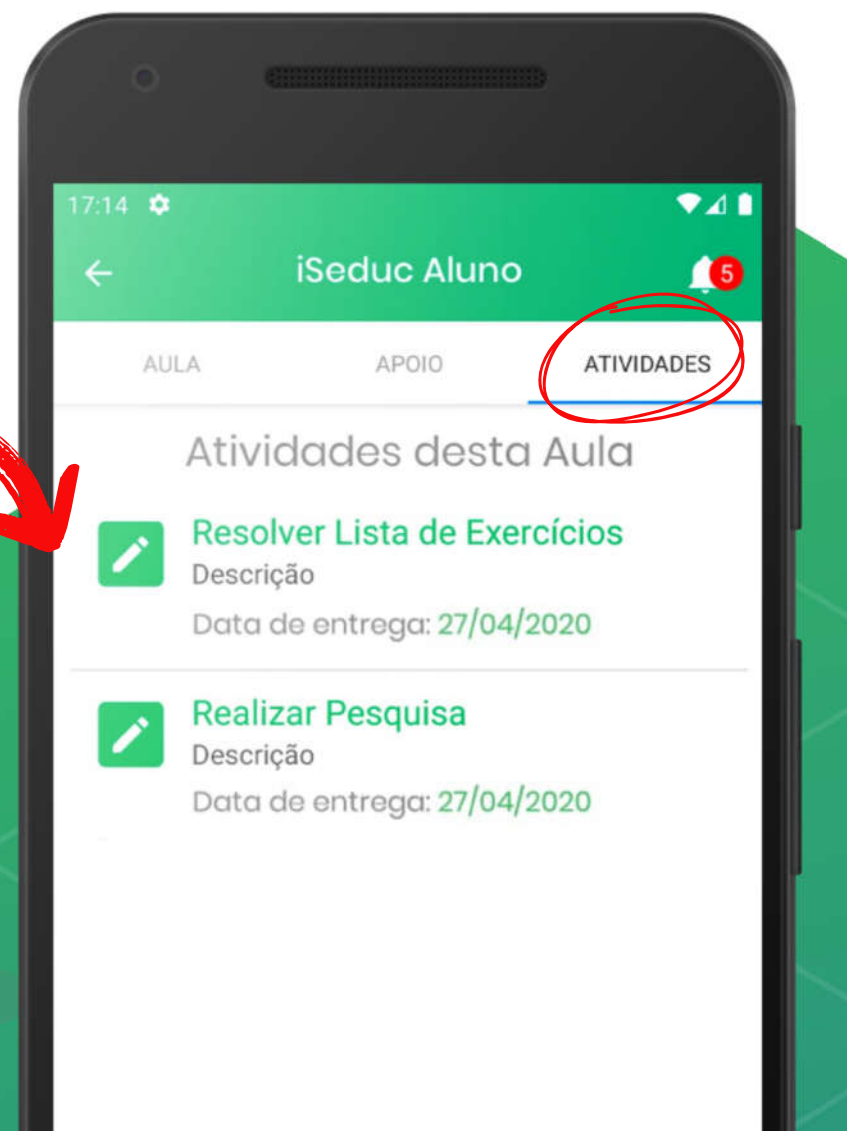 17:14
iSeduc Aluno
5
AULA APOIO ATIVIDADES
Atividades desta Aula
Resolver Lista de Exercícios
Descrição
Data de entrega: 27/04/2020
Realizar Pesquisa
Descrição
Data de entrega: 27/04/2020